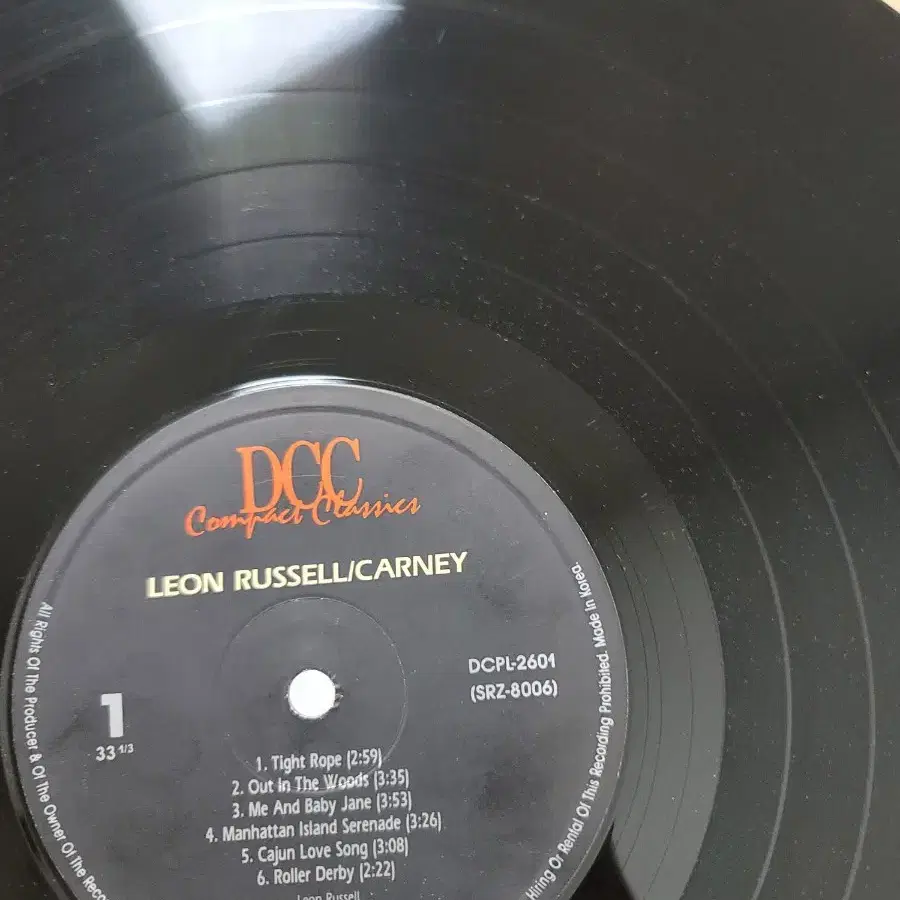 DCC
Compact Classics
LEON RUSSELL/CARNEY
DCPL-2601
(SRZ-8006)
1
33 1/3
1. Tight Rope (2:59)
2. Out In The Woods (3:35)
3. Me And Baby Jane (3:53)
4. Manhattan Island Serenade (3:26)
5. Cajun Love Song (3:08)
6. Roller Derby (2:22)
Leon Russell
All Rights Of The Producer & Of The Owner Of The Reco
Hiring Or Rental Of This Recording Prohibited. Made In Korea.